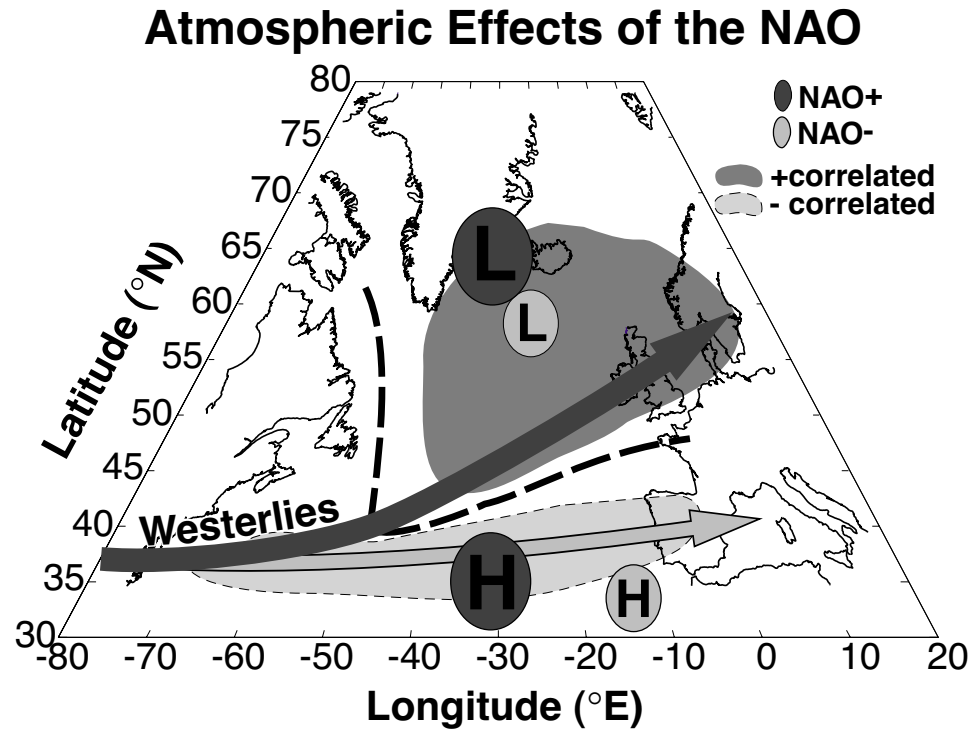 Atmospheric Effects of the NAO
NAO+
NAO-
+correlated
- correlated
80
75
70
65
60
55
50
45
40
35
30
Latitude (°N)
L
L
Westerlies
H
H
-80 -70 -60 -50 -40 -30 -20 -10 0 10 20
Longitude (°E)